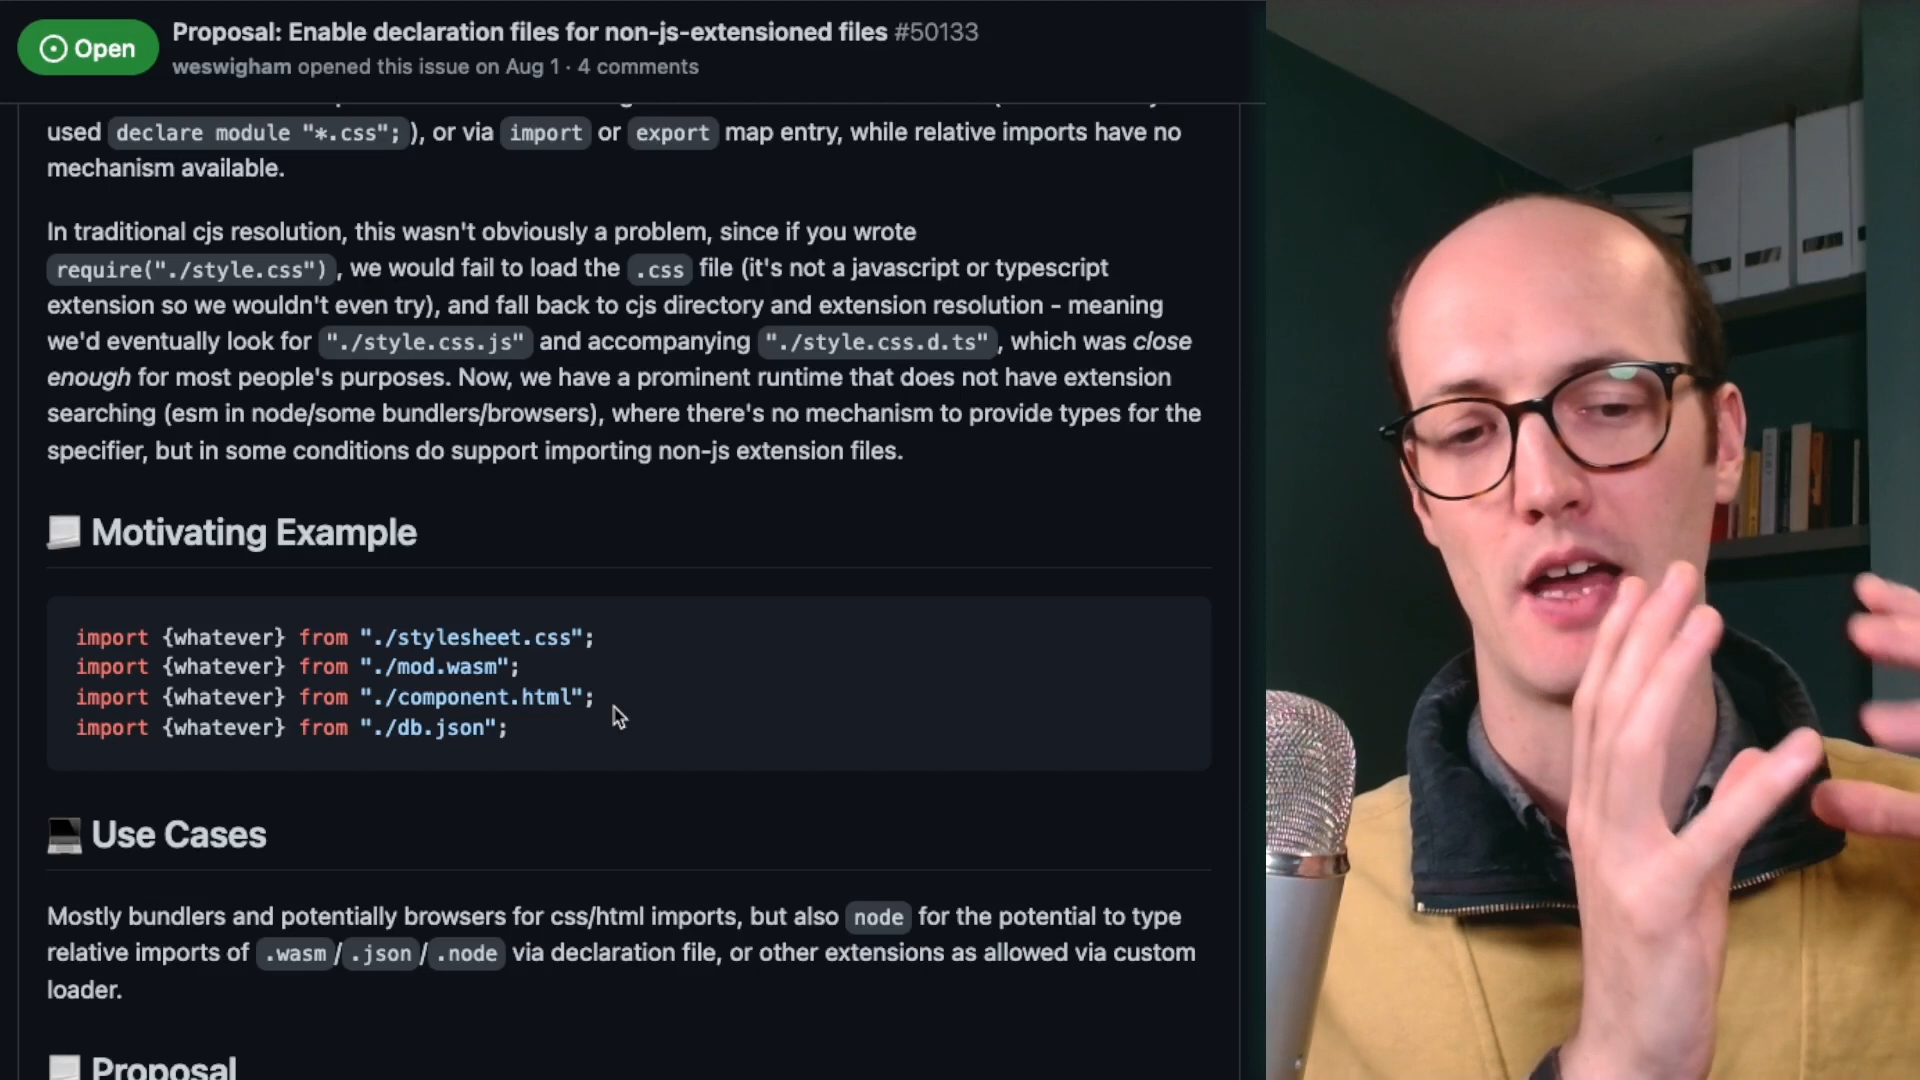 Open
Proposal: Enable declaration files for non-js-extensioned files #50133
weswigham opened this issue on Aug 1 · 4 comments
used declare module "*.css"; ), or via import or export map entry, while relative imports have no
mechanism available.
In traditional cjs resolution, this wasn't obviously a problem, since if you wrote
require("./style.css") , we would fail to load the .css file (it's not a javascript or typescript
extension so we wouldn't even try), and fall back to cjs directory and extension resolution - meaning
we'd eventually look for "./style.css.js" and accompanying "./style.css.d.ts" , which was close
enough for most people's purposes. Now, we have a prominent runtime that does not have extension
searching (esm in node/some bundlers/browsers), where there's no mechanism to provide types for the
specifier, but in some conditions do support importing non-js extension files.
Motivating Example
import {whatever} from "./stylesheet.css";
import {whatever} from "./mod.wasm";
import {whatever} from "./component.html";
import {whatever} from "./db.json";
Use Cases
Mostly bundlers and potentially browsers for css/html imports, but also node for the potential to type
relative imports of .wasm / .json / .node via declaration file, or other extensions as allowed via custom
loader.
Proposal